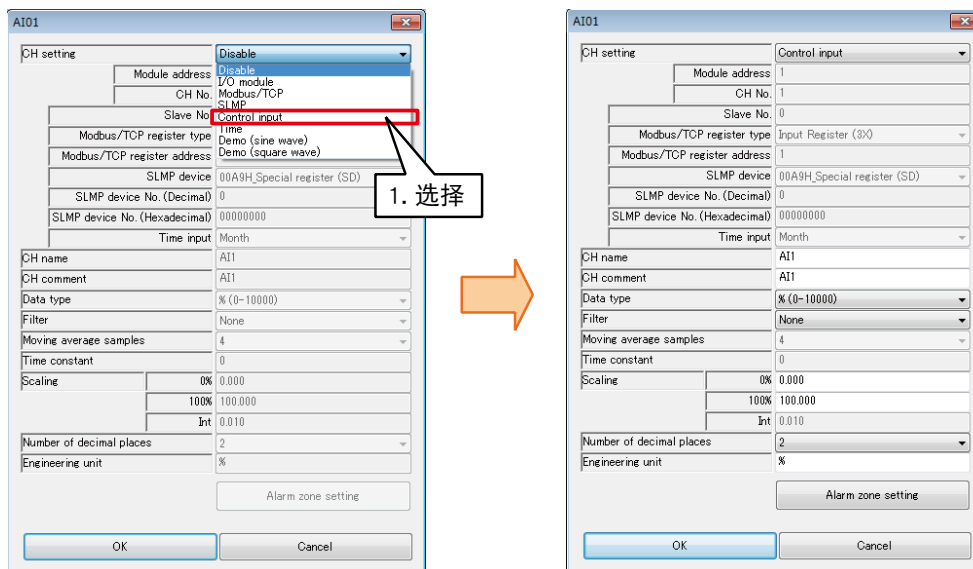 AI01
CH setting Disable
Disable
I/O module
Modbus/TCP
SLMP
Control input
Time
Demo (sine wave)
Demo (square wave)
Module address
CH No.
Slave No.
Modbus/TCP register type
Modbus/TCP register address
SLMP device 00A9H_Special register (SD)
SLMP device No. (Decimal) 0
SLMP device No. (Hexadecimal) 00000000
Time input Month
CH name AI1
CH comment AI1
Data type % (0-10000)
Filter None
Moving average samples 4
Time constant 0
Scaling 0% 0.000
100% 100.000
Int 0.010
Number of decimal places 2
Engineering unit %
Alarm zone setting
OK Cancel
1. 选择
AI01
CH setting Control input
Module address 1
CH No. 1
Slave No. 0
Modbus/TCP register type Input Register (3X)
Modbus/TCP register address 1
SLMP device 00A9H_Special register (SD)
SLMP device No. (Decimal) 0
SLMP device No. (Hexadecimal) 00000000
Time input Month
CH name AI1
CH comment AI1
Data type % (0-10000)
Filter None
Moving average samples 4
Time constant 0
Scaling 0% 0.000
100% 100.000
Int 0.010
Number of decimal places 2
Engineering unit %
Alarm zone setting
OK Cancel